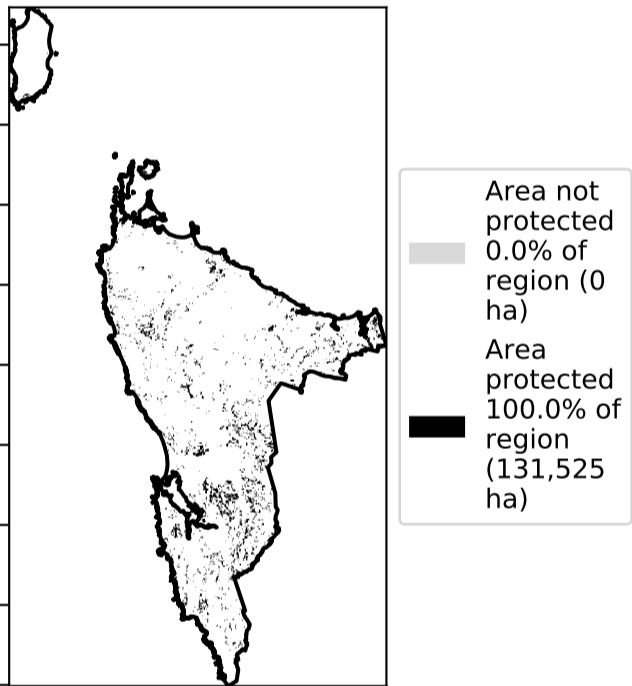 Area not
protected
0.0% of
region (0
ha)
Area
protected
100.0% of
region
(131,525
ha)